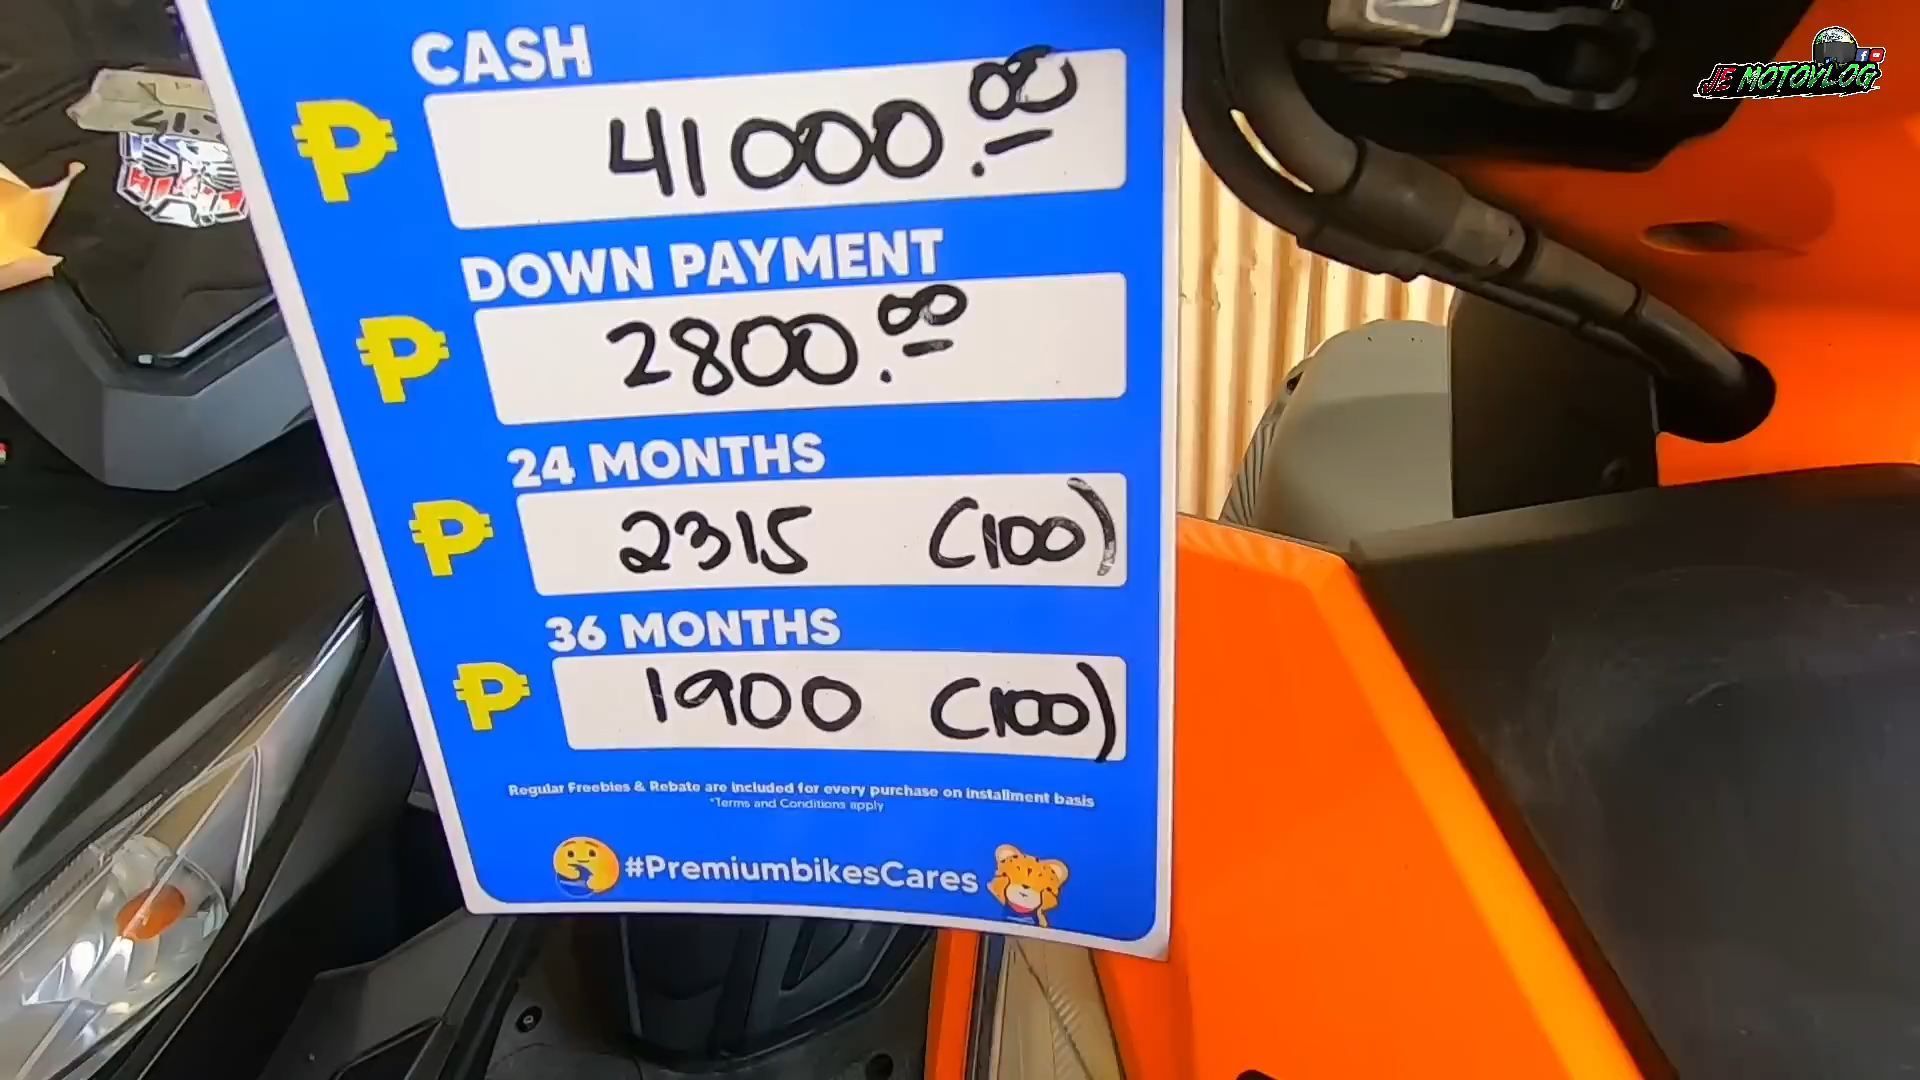 JE MOTOVLOG
CASH
₱ 41000.00
DOWN PAYMENT
₱ 2800.00
24 MONTHS
₱ 2315 (100)
36 MONTHS
₱ 1900 (100)
Regular Freebies & Rebate are included for every purchase on installment basis
*Terms and Conditions apply
#PremiumbikesCares